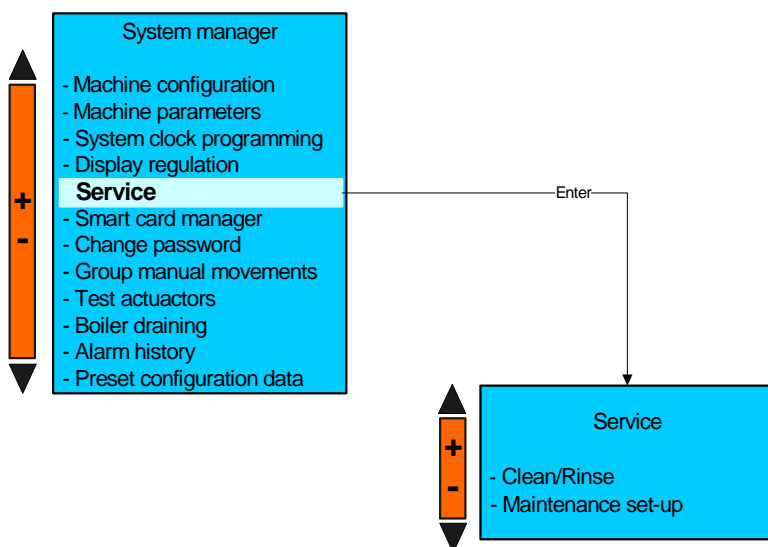 System manager
- Machine configuration
- Machine parameters
- System clock programming
- Display regulation
Service
- Smart card manager
- Change password
- Group manual movements
- Test actuactors
- Boiler draining
- Alarm history
- Preset configuration data
+
-
Enter
Service
- Clean/Rinse
- Maintenance set-up
+
-